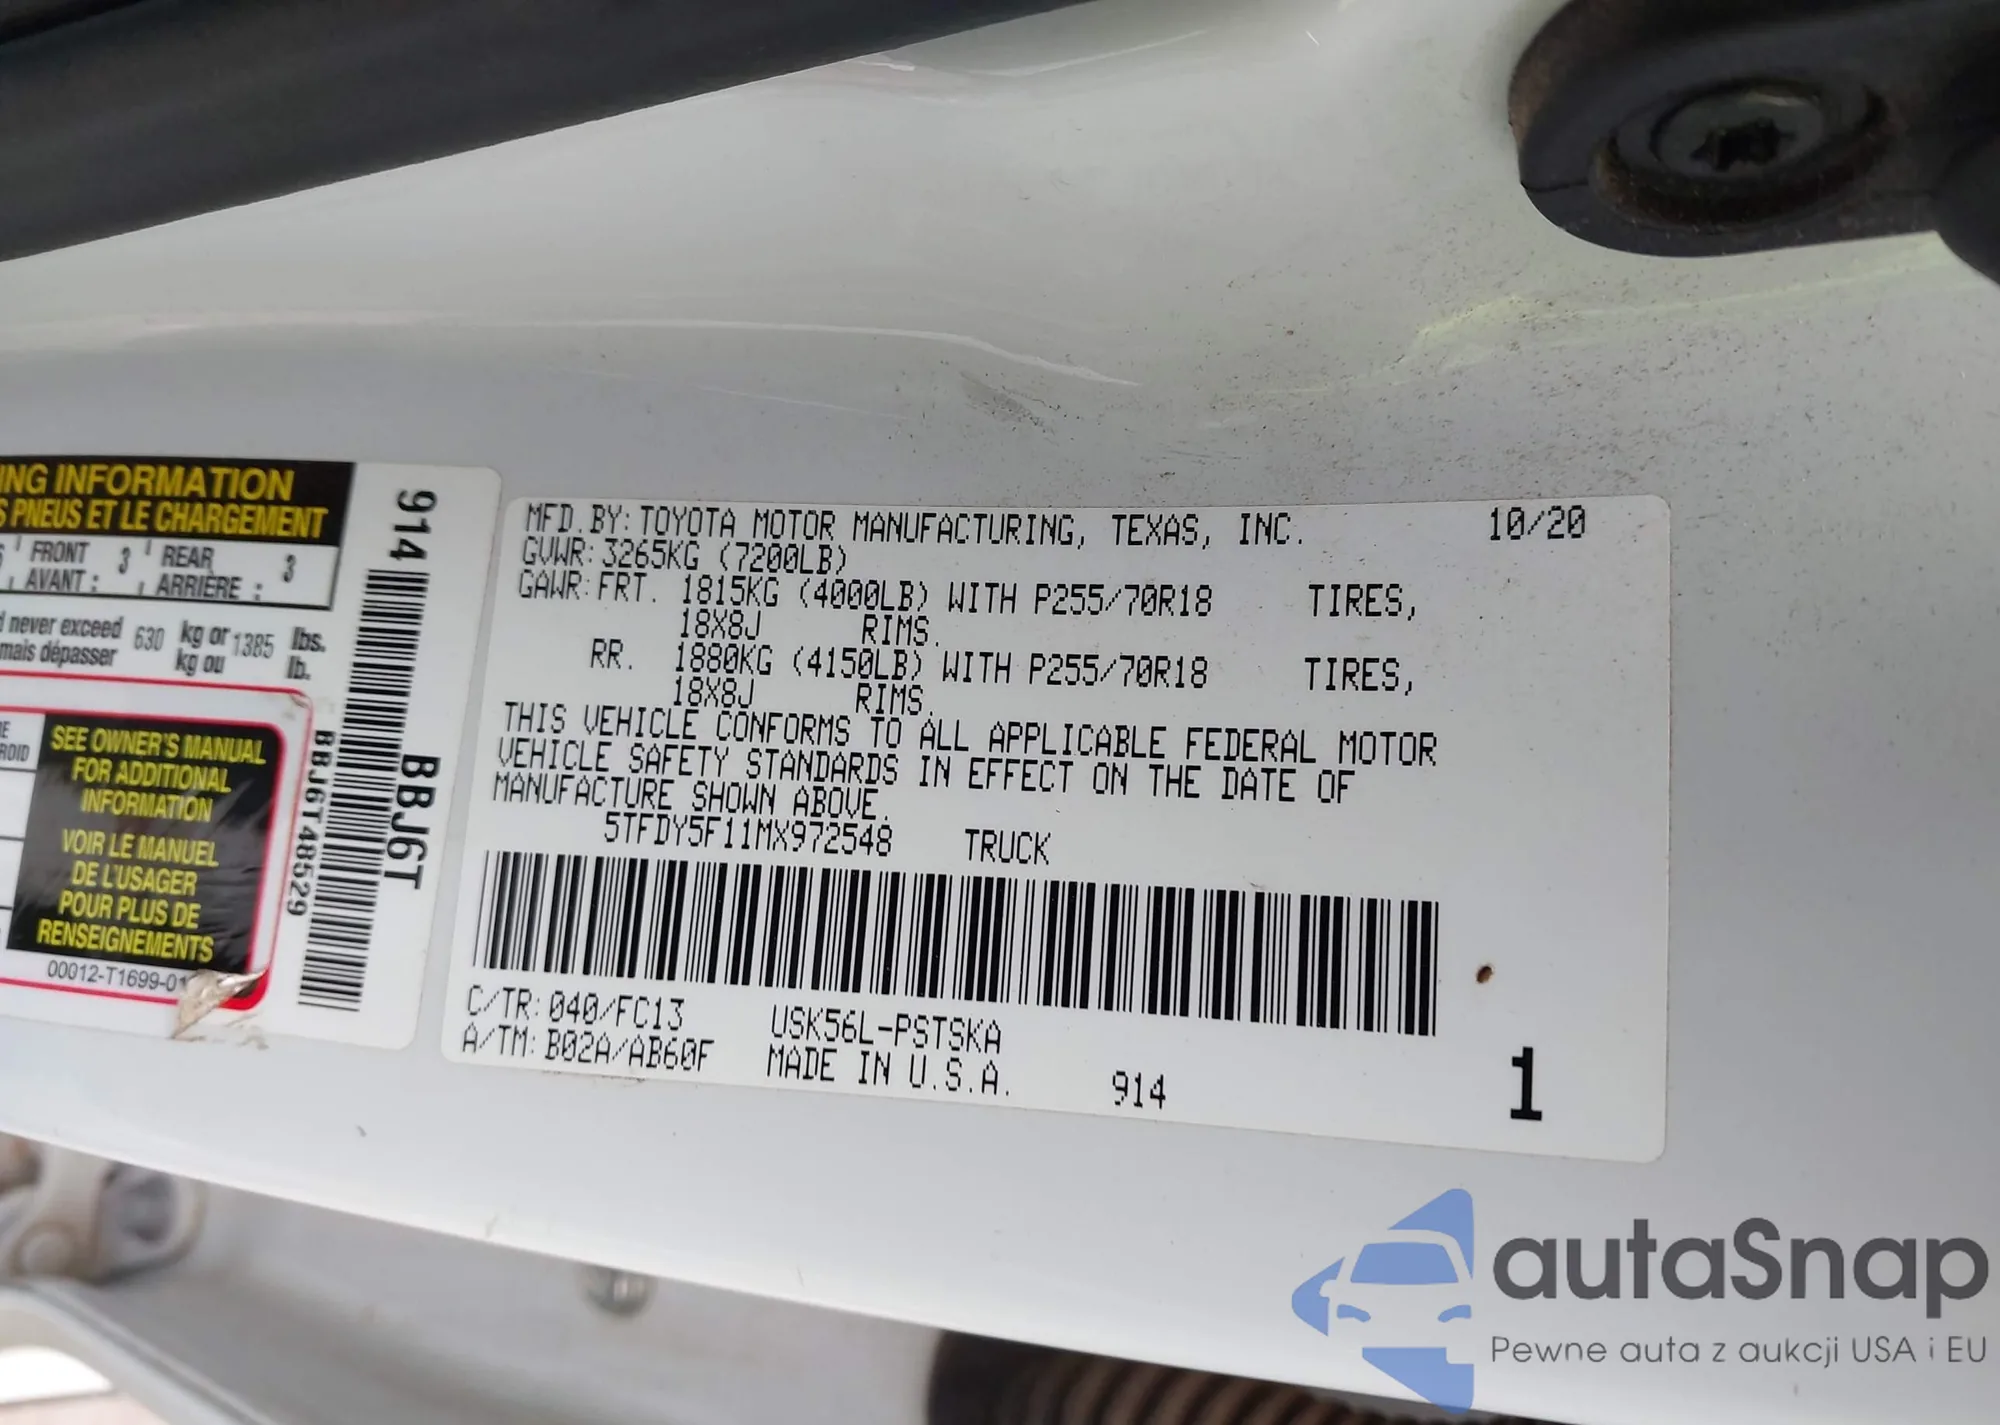 ING INFORMATION
S PNEUS ET LE CHARGEMENT
FRONT 3 REAR 3
AVANT : , ARRIÈRE :
never exceed 630 kg or 1385 lbs.
mais dépasser kg ou lb.
SEE OWNER'S MANUAL
FOR ADDITIONAL
INFORMATION
VOIR LE MANUEL
DE L'USAGER
POUR PLUS DE
RENSEIGNEMENTS
00012-T1699-01
914
BBJ6T
BBJ6T48529
MFD.BY:TOYOTA MOTOR MANUFACTURING, TEXAS, INC. 10/20
GVWR:3265KG (7200LB)
GAWR:FRT. 1815KG (4000LB) WITH P255/70R18 TIRES,
18X8J RIMS.
RR. 1880KG (4150LB) WITH P255/70R18 TIRES,
18X8J RIMS.
THIS VEHICLE CONFORMS TO ALL APPLICABLE FEDERAL MOTOR
VEHICLE SAFETY STANDARDS IN EFFECT ON THE DATE OF
MANUFACTURE SHOWN ABOVE.
5TFDY5F11MX972548 TRUCK
C/TR:040/FC13 USK56L-PSTSKA
A/TM:B02A/AB60F MADE IN U.S.A. 914
1
autoSnap
Pewne auta z aukcji USA i EU